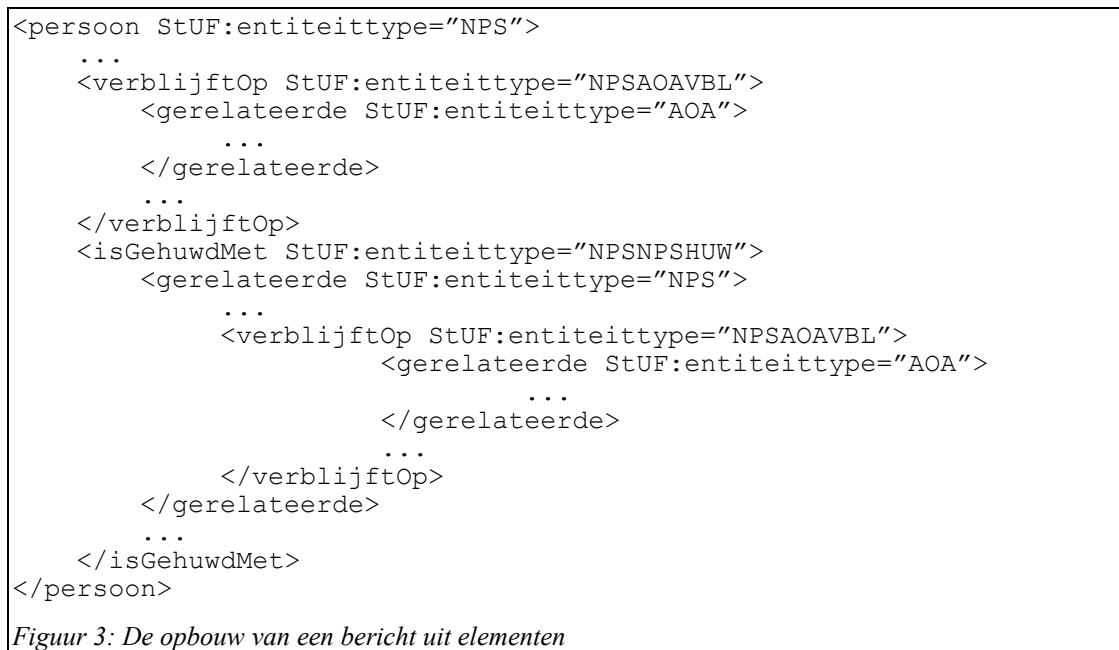 <persoon StUF:entiteittype=”NPS”>
...
<verblijftOp StUF:entiteittype=”NPSAOAVBL”>
<gerelateerde StUF:entiteittype=”AOA”>
...
</gerelateerde>
...
</verblijftOp>
<isGehuwdMet StUF:entiteittype=”NPSNPSHUW”>
<gerelateerde StUF:entiteittype=”NPS”>
...
<verblijftOp StUF:entiteittype=”NPSAOAVBL”>
<gerelateerde StUF:entiteittype=”AOA”>
...
</gerelateerde>
...
</verblijftOp>
</gerelateerde>
...
</isGehuwdMet>
</persoon>
Figuur 3: De opbouw van een bericht uit elementen